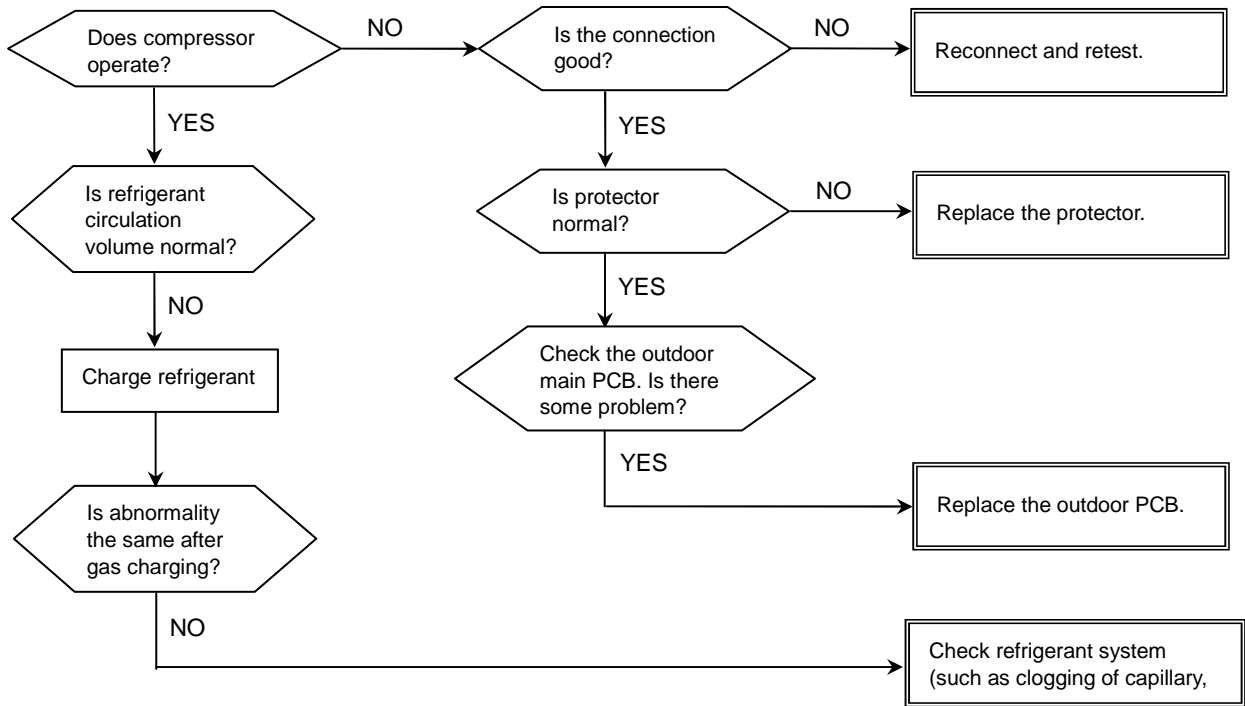 Does compressor
operate?
NO
Is the connection
good?
NO
Reconnect and retest.
YES
YES
Is refrigerant
circulation
volume normal?
Is protector
normal?
NO
Replace the protector.
NO
YES
Charge refrigerant
Check the outdoor
main PCB. Is there
some problem?
YES
Is abnormality
the same after
gas charging?
Replace the outdoor PCB.
NO
Check refrigerant system
(such as clogging of capillary,